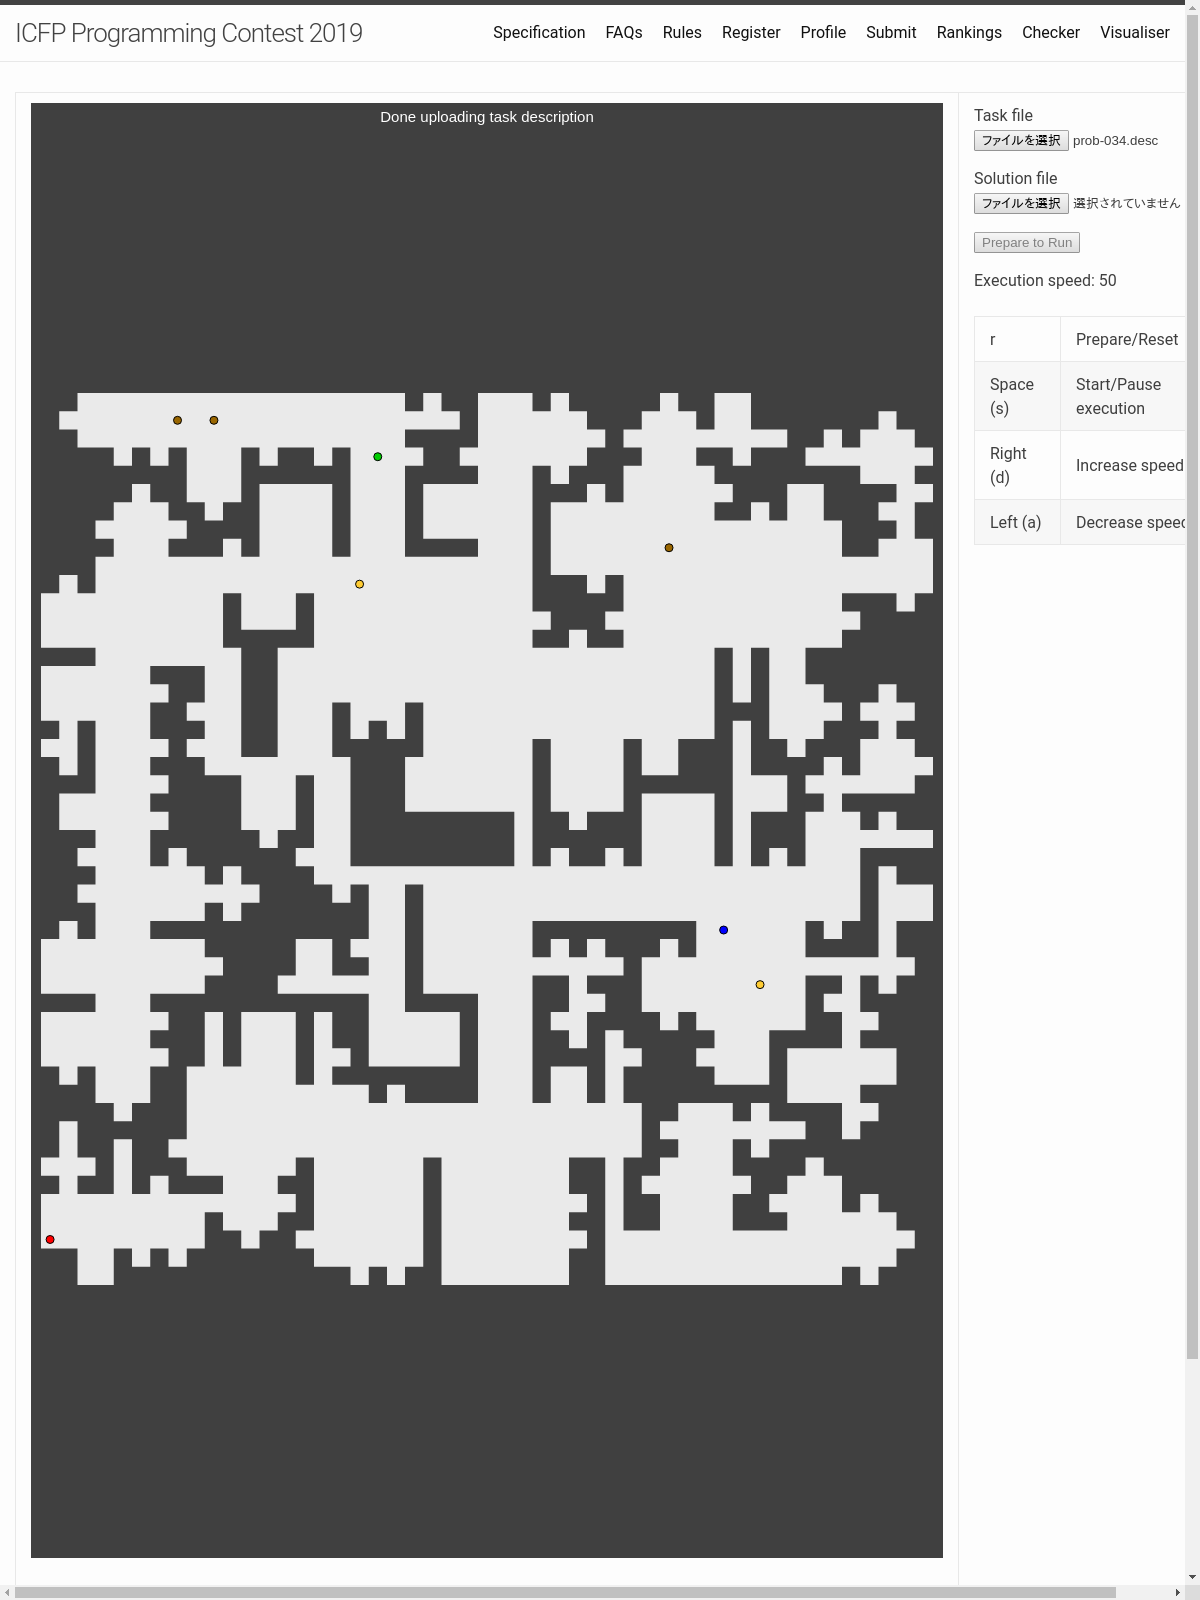 ICFP Programming Contest 2019
Specification FAQs Rules Register Profile Submit Rankings Checker Visualiser
Done uploading task description
Task file
ファイルを選択 prob-034.desc
Solution file
ファイルを選択 選択されていません
Prepare to Run
Execution speed: 50
r Prepare/Reset
Space (s) Start/Pause execution
Right (d) Increase speed
Left (a) Decrease speed